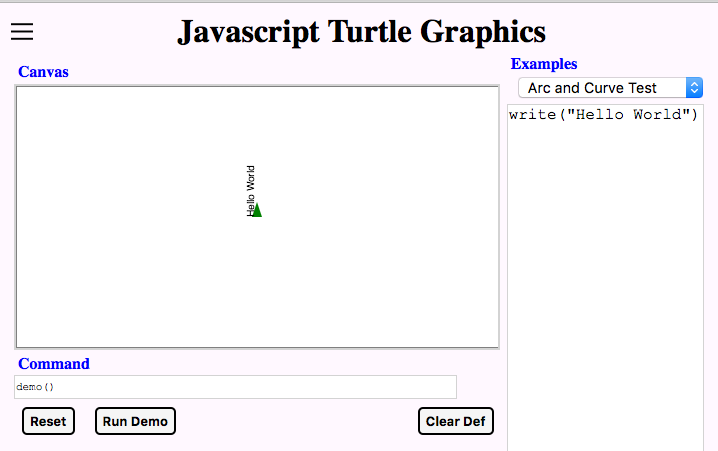 Javascript Turtle Graphics
Canvas
Hello World
Command
demo()
Reset
Run Demo
Clear Def
Examples
Arc and Curve Test
write("Hello World")